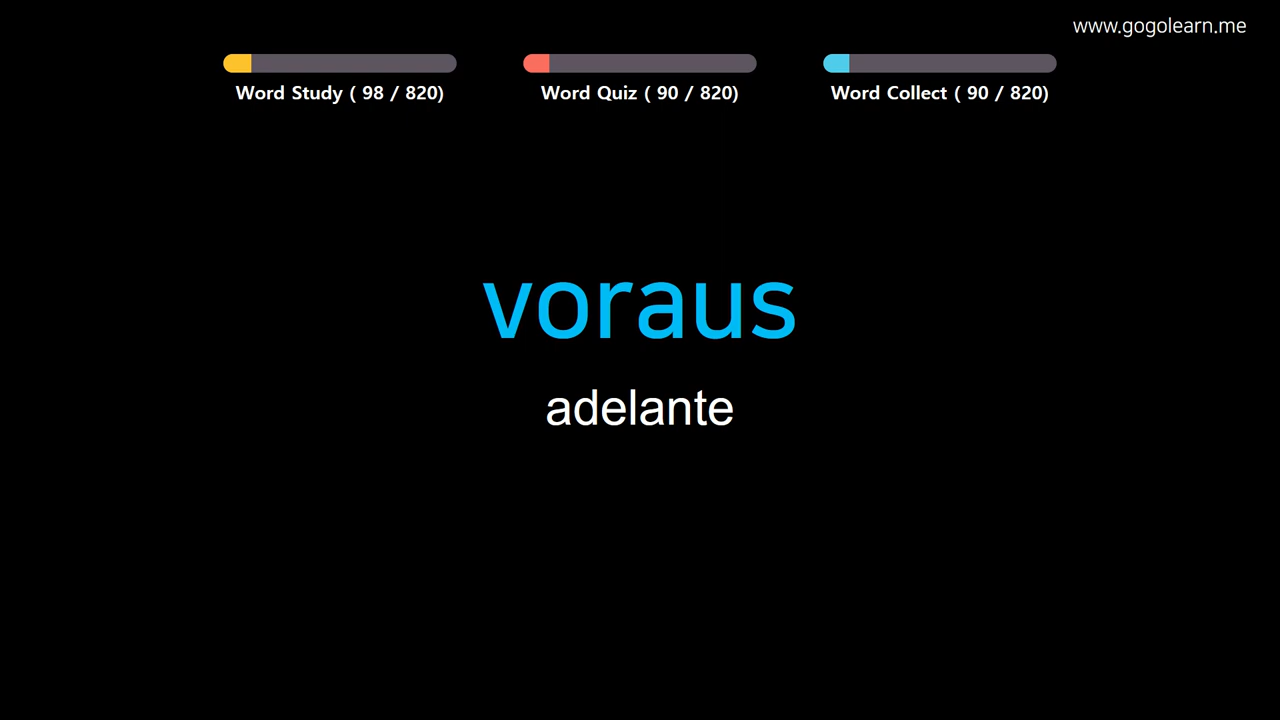 www.gogolearn.me
Word Study ( 98 / 820)
Word Quiz ( 90 / 820)
Word Collect ( 90 / 820)
voraus
adelante